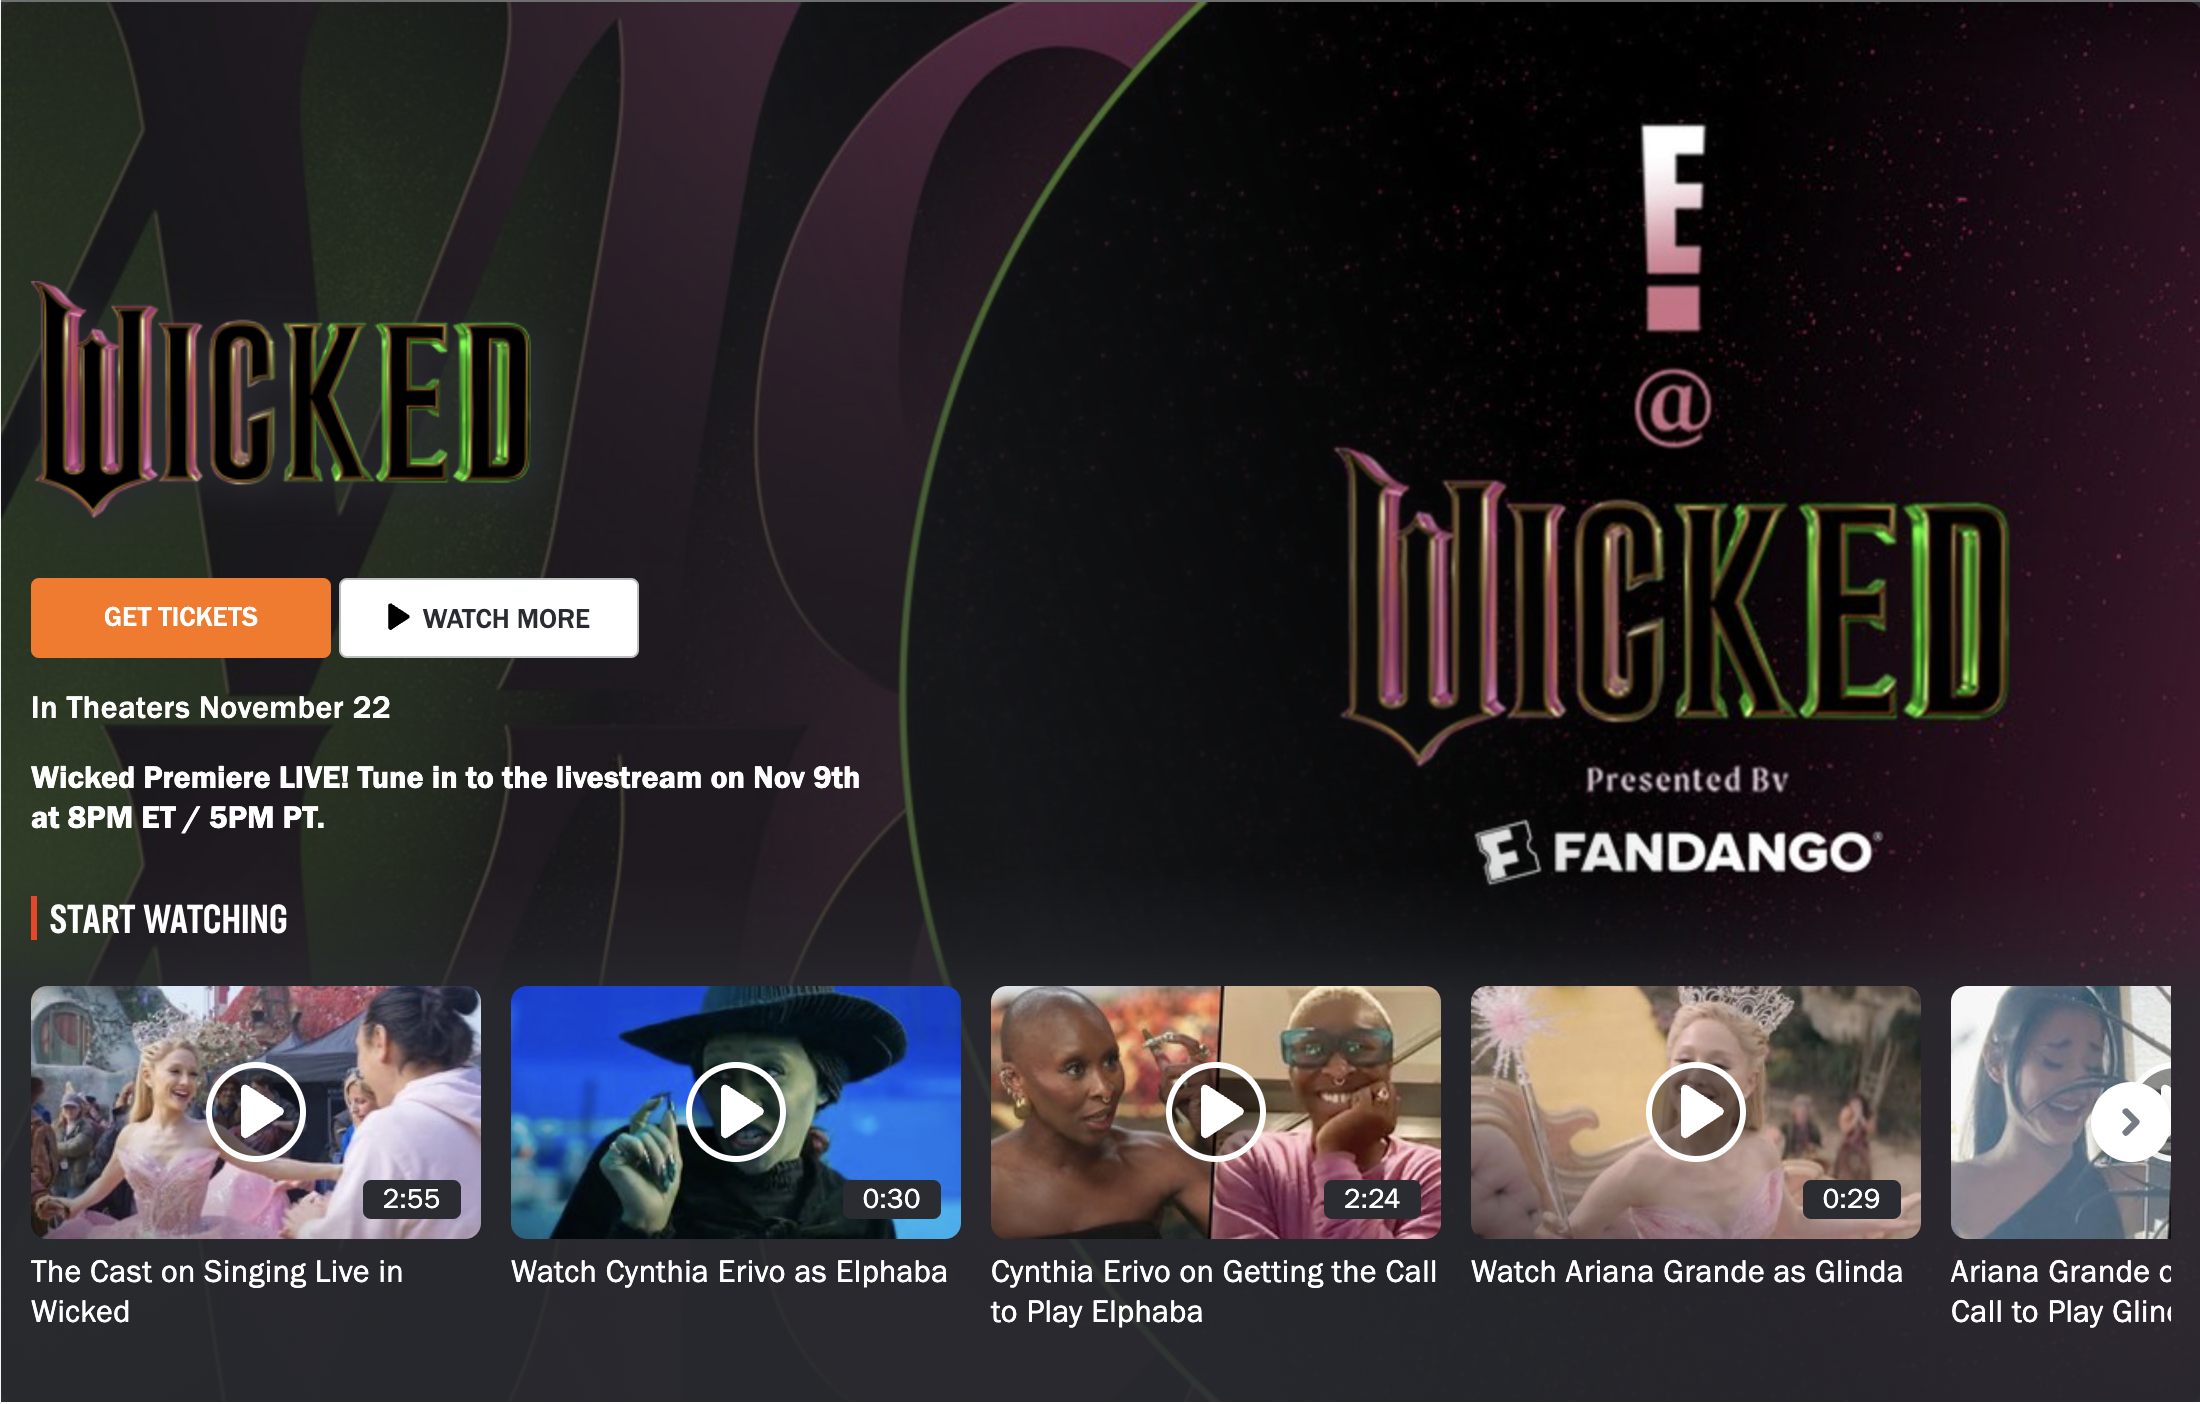 WICKED
GET TICKETS
WATCH MORE
In Theaters November 22
Wicked Premiere LIVE! Tune in to the livestream on Nov 9th
at 8PM ET / 5PM PT.
E!
@
WICKED
Presented By
FANDANGO
START WATCHING
2:55
0:30
2:24
0:29
The Cast on Singing Live in
Wicked
Watch Cynthia Erivo as Elphaba
Cynthia Erivo on Getting the Call
to Play Elphaba
Watch Ariana Grande as Glinda
Ariana Grande
Call to Play